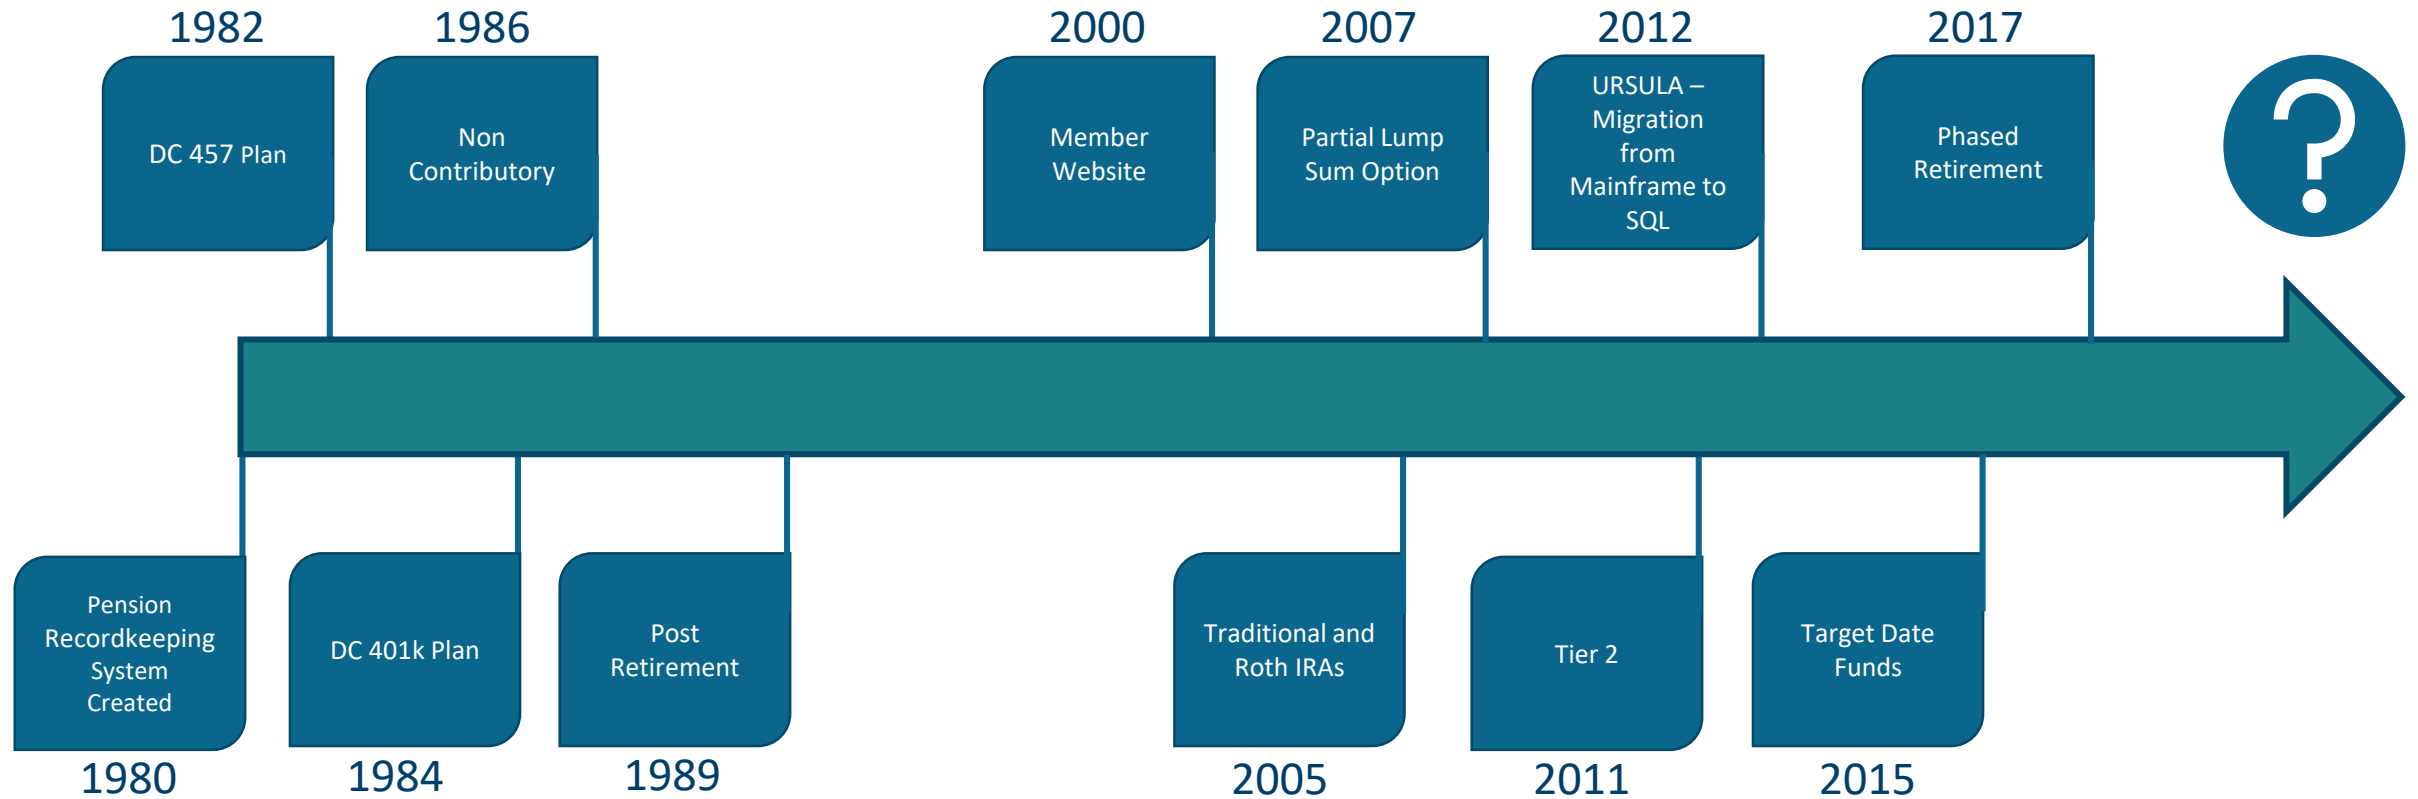 1982
DC 457 Plan
1986
Non
Contributory
2000
Member
Website
2007
Partial Lump
Sum Option
2012
URSULA –
Migration
from
Mainframe to
SQL
2017
Phased
Retirement
?
Pension
Recordkeeping
System
Created
1980
DC 401k Plan
1984
Post
Retirement
1989
Traditional and
Roth IRAs
2005
Tier 2
2011
Target Date
Funds
2015